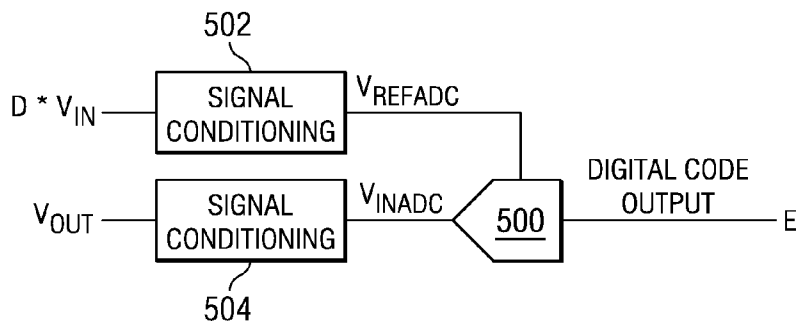 502
D * VIN
SIGNAL
CONDITIONING
VREFADC
VOUT
SIGNAL
CONDITIONING
VINADC
500
DIGITAL CODE
OUTPUT
E
504